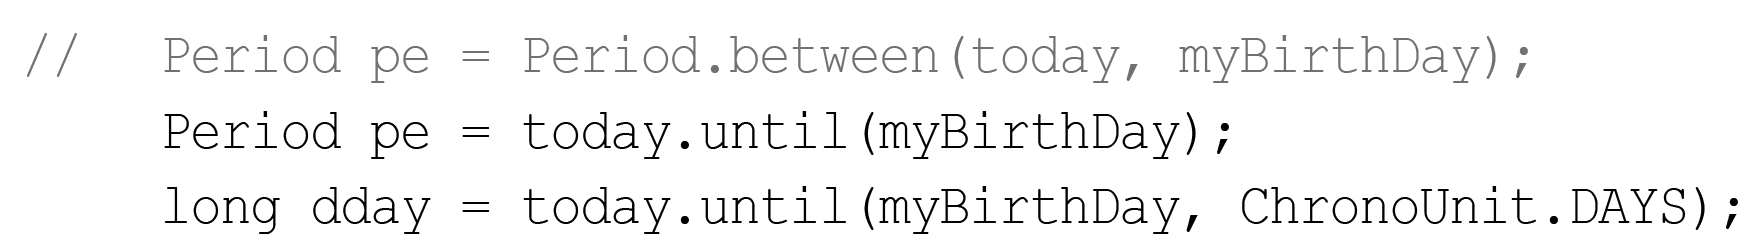 //   Period pe = Period.between(today, myBirthDay);
Period pe = today.until(myBirthDay);
long dday = today.until(myBirthDay, ChronoUnit.DAYS);